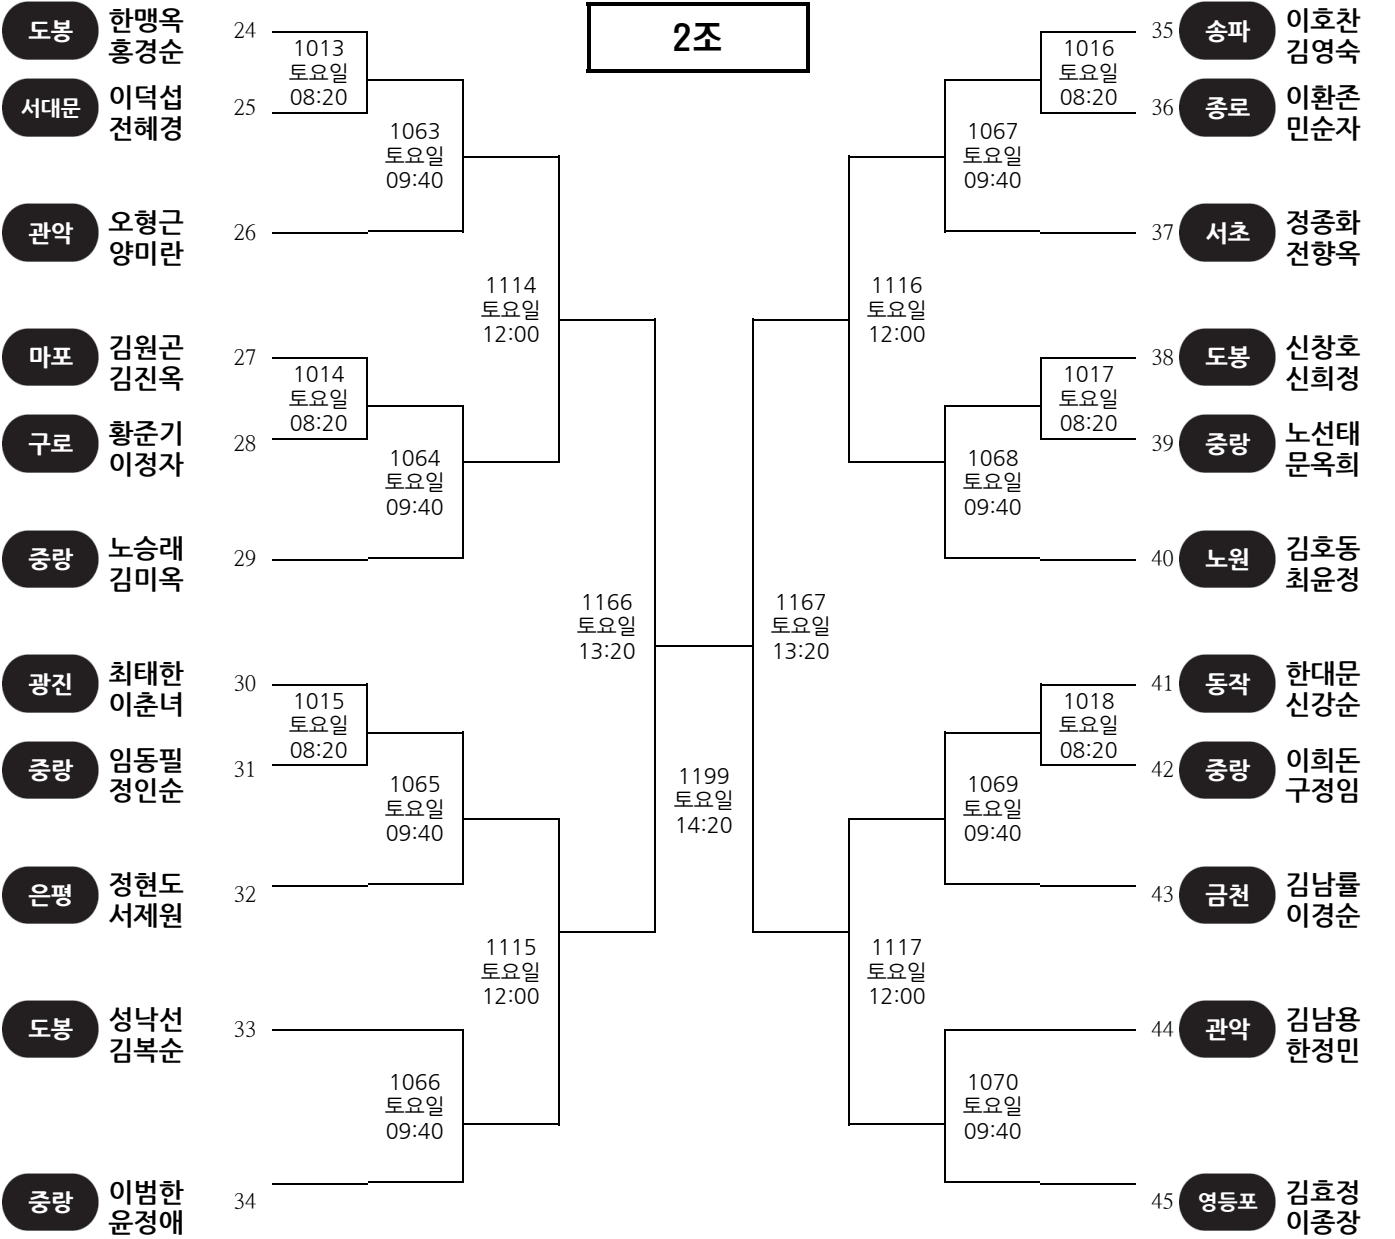 2조
도봉
한맹옥
홍경순
24
1013
토요일
08:20
서대문
이덕섭
전혜경
25
1063
토요일
09:40
관악
오형근
양미란
26
1114
토요일
12:00
마포
김원곤
김진옥
27
1014
토요일
08:20
구로
황준기
이정자
28
1064
토요일
09:40
중랑
노승래
김미옥
29
1166
토요일
13:20
광진
최태한
이춘녀
30
1015
토요일
08:20
중랑
임동필
정인순
31
1065
토요일
09:40
은평
정현도
서제원
32
1115
토요일
12:00
도봉
성낙선
김복순
33
1066
토요일
09:40
중랑
이범한
윤정애
34
1199
토요일
14:20
35
송파
이호찬
김영숙
1016
토요일
08:20
36
종로
이환존
민순자
1067
토요일
09:40
37
서초
정종화
전향옥
1116
토요일
12:00
38
도봉
신창호
신희정
1017
토요일
08:20
39
중랑
노선태
문옥희
1068
토요일
09:40
40
노원
김호동
최윤정
1167
토요일
13:20
41
동작
한대문
신강순
1018
토요일
08:20
42
중랑
이희돈
구정임
1069
토요일
09:40
43
금천
김남률
이경순
1117
토요일
12:00
44
관악
김남용
한정민
1070
토요일
09:40
45
영등포
김효정
이종장